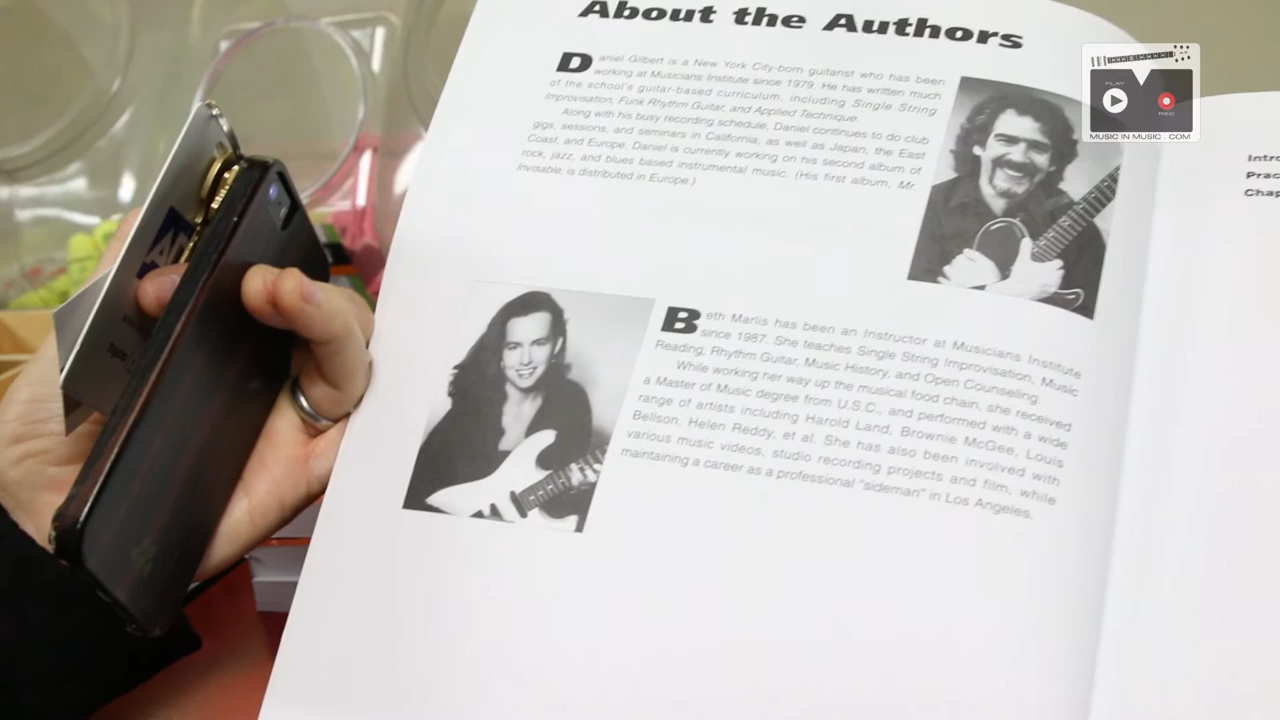 About the Authors
Daniel Gilbert is a New York City-born guitarist who has been
working at Musicians Institute since 1979. He has written much
of the school's guitar-based curriculum, including Single String
Improvisation, Funk Rhythm Guitar, and Applied Technique.
Along with his busy recording schedule, Daniel continues to do club
gigs, sessions, and seminars in California, as well as Japan, the East
Coast, and Europe. Daniel is currently working on his second album of
rock, jazz, and blues based instrumental music. (His first album, Mr.
Invisable, is distributed in Europe.)
Beth Marlis has been an Instructor at Musicians Institute
since 1987. She teaches Single String Improvisation, Music
Reading, Rhythm Guitar, Music History, and Open Counseling.
While working her way up the musical food chain, she received
a Master of Music degree from U.S.C., and performed with a wide
range of artists including Harold Land, Brownie McGee, Louis
Bellson, Helen Reddy, et al. She has also been involved with
various music videos, studio recording projects and film, while
maintaining a career as a professional "sideman" in Los Angeles.
PLAY
REC
MUSIC IN MUSIC . COM
Intro
Prac
Chap